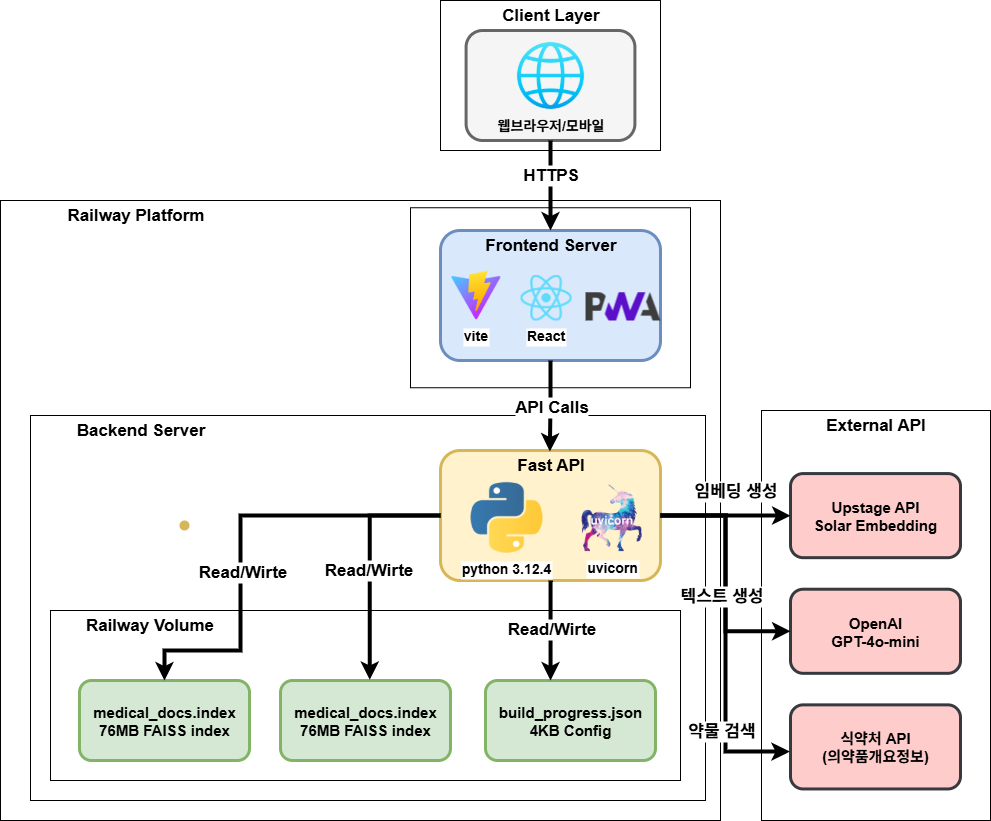 Client Layer
웹브라우저/모바일
HTTPS
Railway Platform
Frontend Server
vite
React
PWA
API Calls
Backend Server
Fast API
python 3.12.4
uvicorn
uvicorn
External API
임베딩 생성
Upstage API
Solar Embedding
텍스트 생성
OpenAI
GPT-4o-mini
약물 검색
식약처 API
(의약품개요정보)
Read/Wirte
Read/Wirte
Read/Wirte
Railway Volume
medical_docs.index
76MB FAISS index
medical_docs.index
76MB FAISS index
build_progress.json
4KB Config